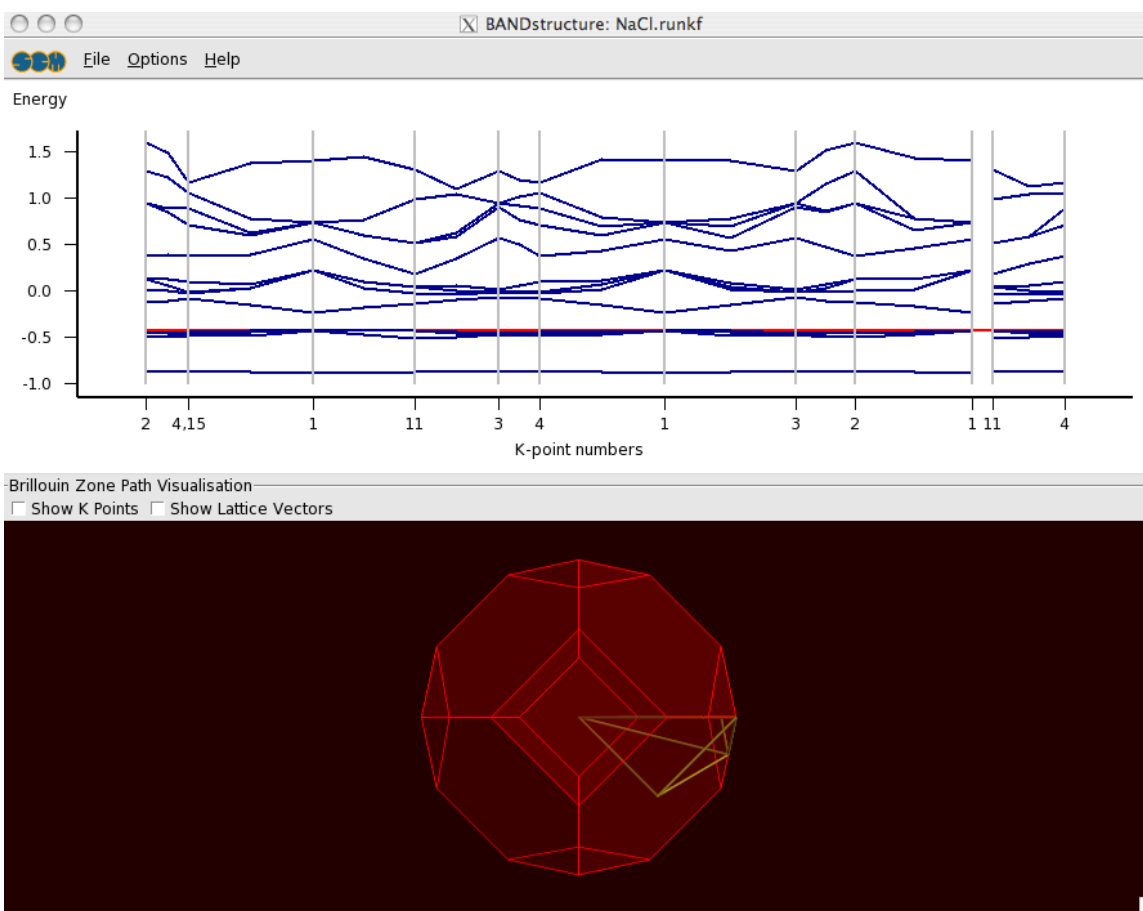 BANDstructure: NaCl.runkf
SCM File Options Help
Energy
1.5
1.0
0.5
0.0
-0.5
-1.0
2 4,15 1 11 3 4 1 3 2 1 11 4
K-point numbers
Brillouin Zone Path Visualisation
Show K Points Show Lattice Vectors